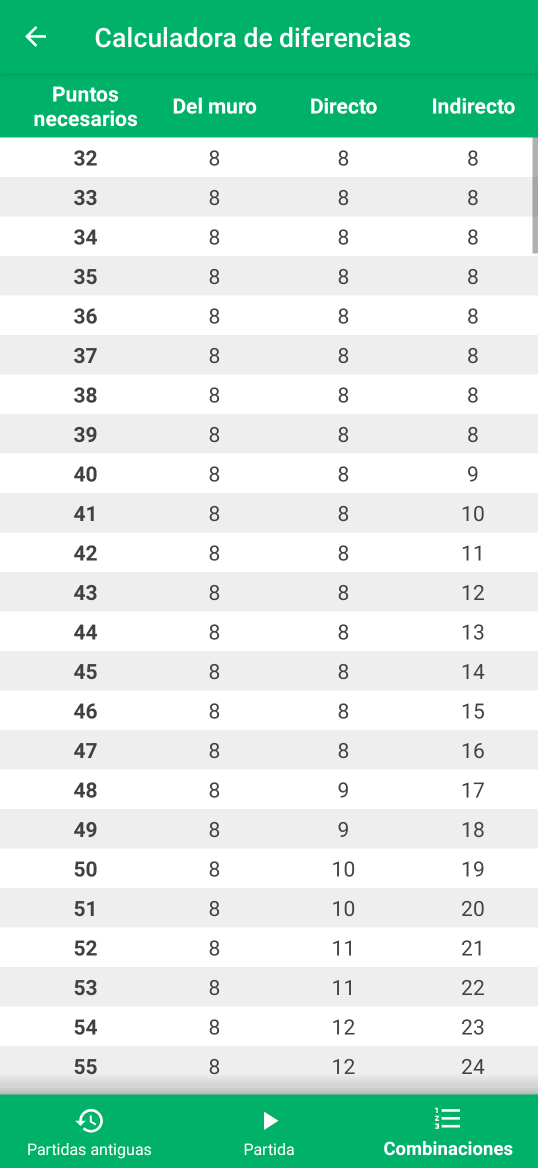 Calculadora de diferencias
Puntos necesarios Del muro Directo Indirecto
32 8 8 8
33 8 8 8
34 8 8 8
35 8 8 8
36 8 8 8
37 8 8 8
38 8 8 8
39 8 8 8
40 8 8 9
41 8 8 10
42 8 8 11
43 8 8 12
44 8 8 13
45 8 8 14
46 8 8 15
47 8 8 16
48 8 9 17
49 8 9 18
50 8 10 19
51 8 10 20
52 8 11 21
53 8 11 22
54 8 12 23
55 8 12 24
Partidas antiguas Partida Combinaciones